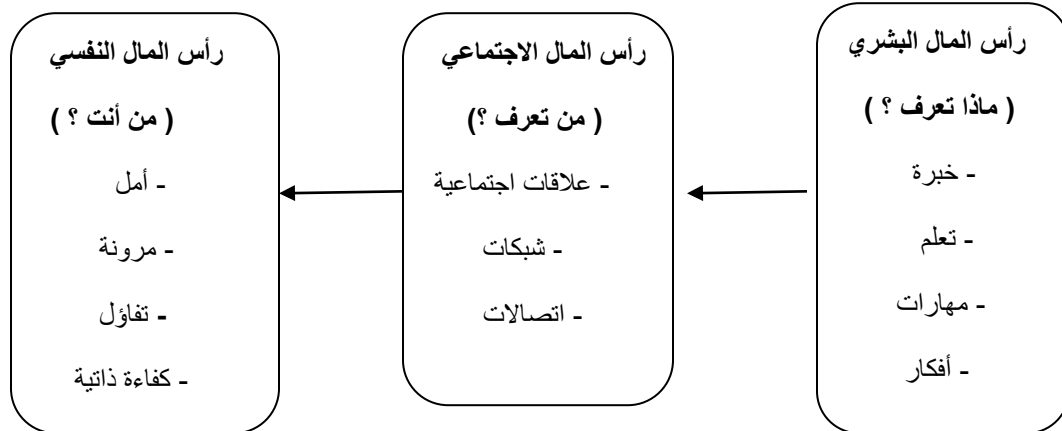 رأس المال البشري
( ماذا تعرف ؟ )
- خبرة
- تعلم
- مهارات
- أفكار
رأس المال الاجتماعي
( من تعرف ؟)
- علاقات اجتماعية
- شبكات
- اتصالات
رأس المال النفسي
( من أنت ؟ )
- أمل
- مرونة
- تفاؤل
- كفاءة ذاتية